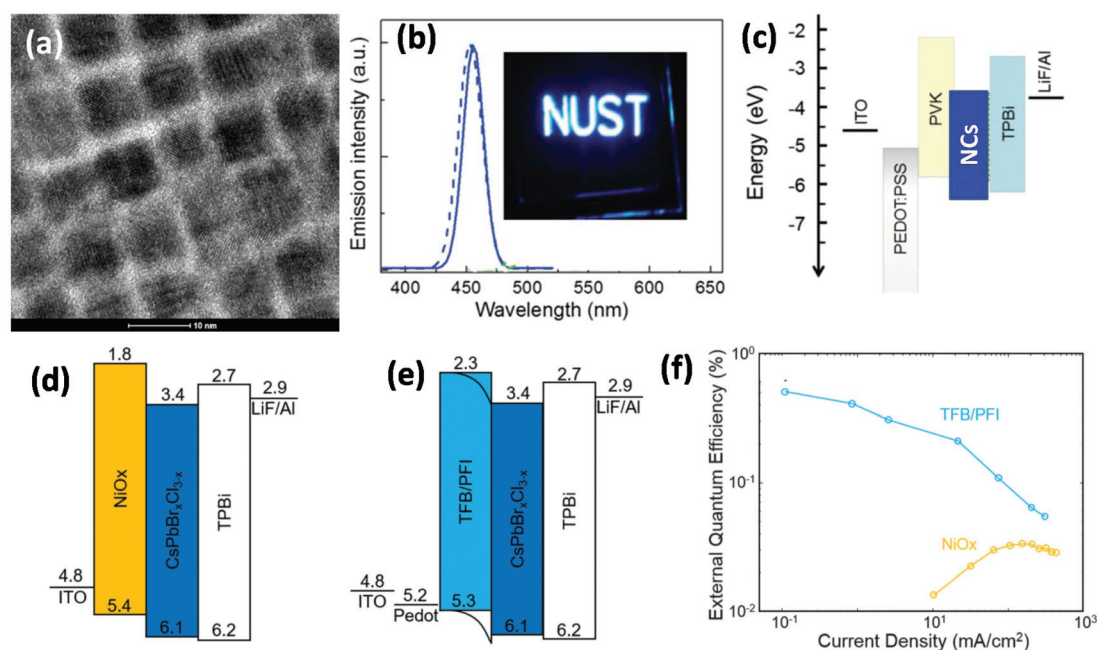 (a)
10 nm
(b)
Emission intensity (a.u.)
NUST
400 450 500 550 600 650
Wavelength (nm)
(c)
Energy (eV)
-2
-3
-4
-5
-6
-7
ITO
PEDOT:PSS
PVK
NCs
TPBi
LiF/Al
(d)
1.8
3.4
2.7
2.9
LiF/Al
NiOx
CsPbBrxCl3-x
TPBi
4.8
ITO
5.4
6.1
6.2
(e)
2.3
3.4
2.7
2.9
LiF/Al
TFB/PFI
CsPbBrxCl3-x
TPBi
4.8
ITO
5.2
Pedot
5.3
6.1
6.2
(f)
External Quantum Efficiency (%)
10⁰
10⁻¹
10⁻²
TFB/PFI
NiOx
10⁻¹ 10¹ 10³
Current Density (mA/cm²)